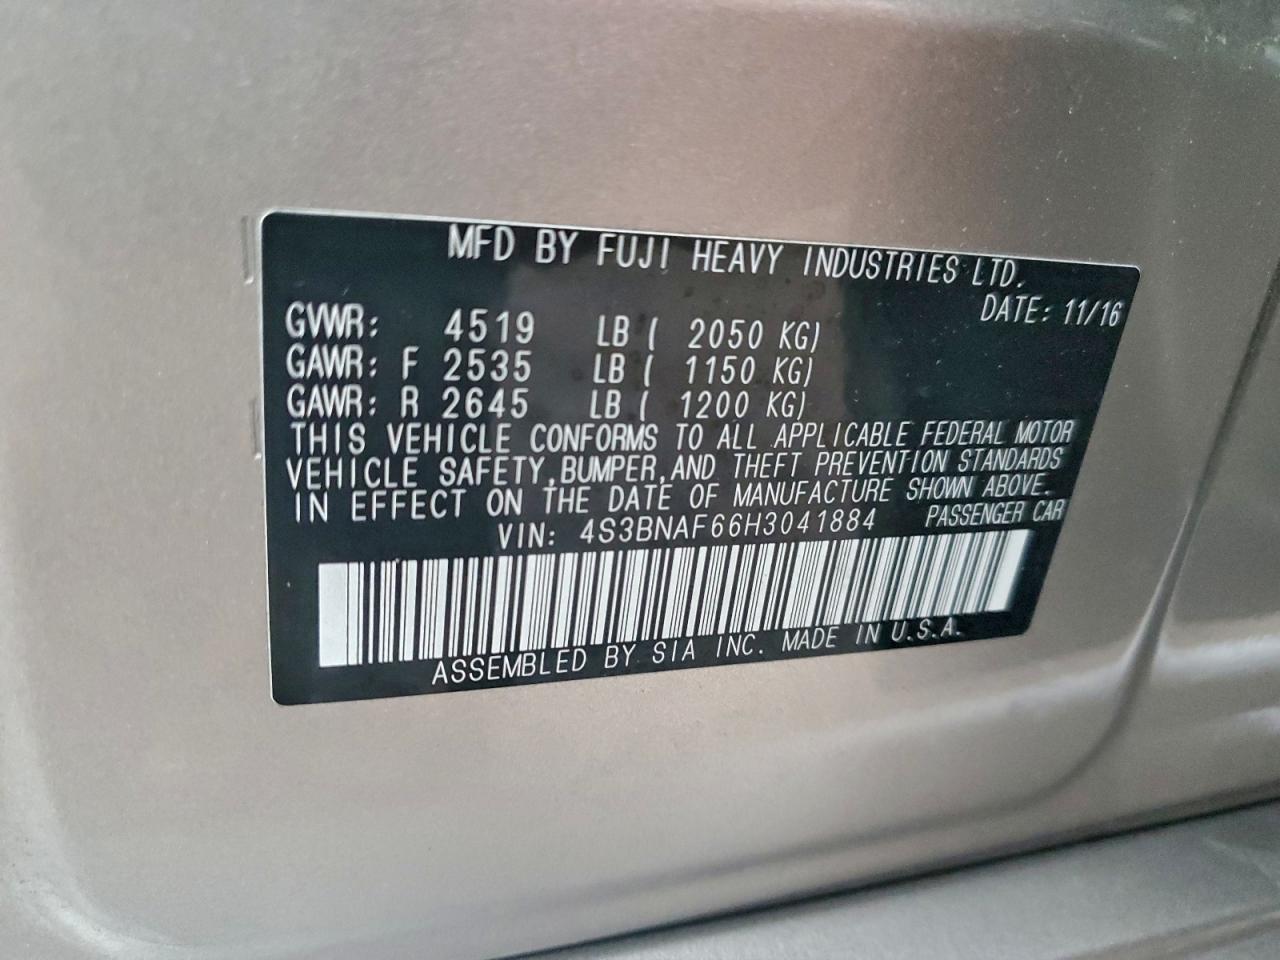 MFD BY FUJI HEAVY INDUSTRIES LTD.
DATE: 11/16
GVWR: 4519 LB ( 2050 KG)
GAWR: F 2535 LB ( 1150 KG)
GAWR: R 2645 LB ( 1200 KG)
THIS VEHICLE CONFORMS TO ALL APPLICABLE FEDERAL MOTOR
VEHICLE SAFETY,BUMPER,AND THEFT PREVENTION STANDARDS
IN EFFECT ON THE DATE OF MANUFACTURE SHOWN ABOVE.
VIN: 4S3BNAF66H3041884 PASSENGER CAR
ASSEMBLED BY SIA INC. MADE IN U.S.A.